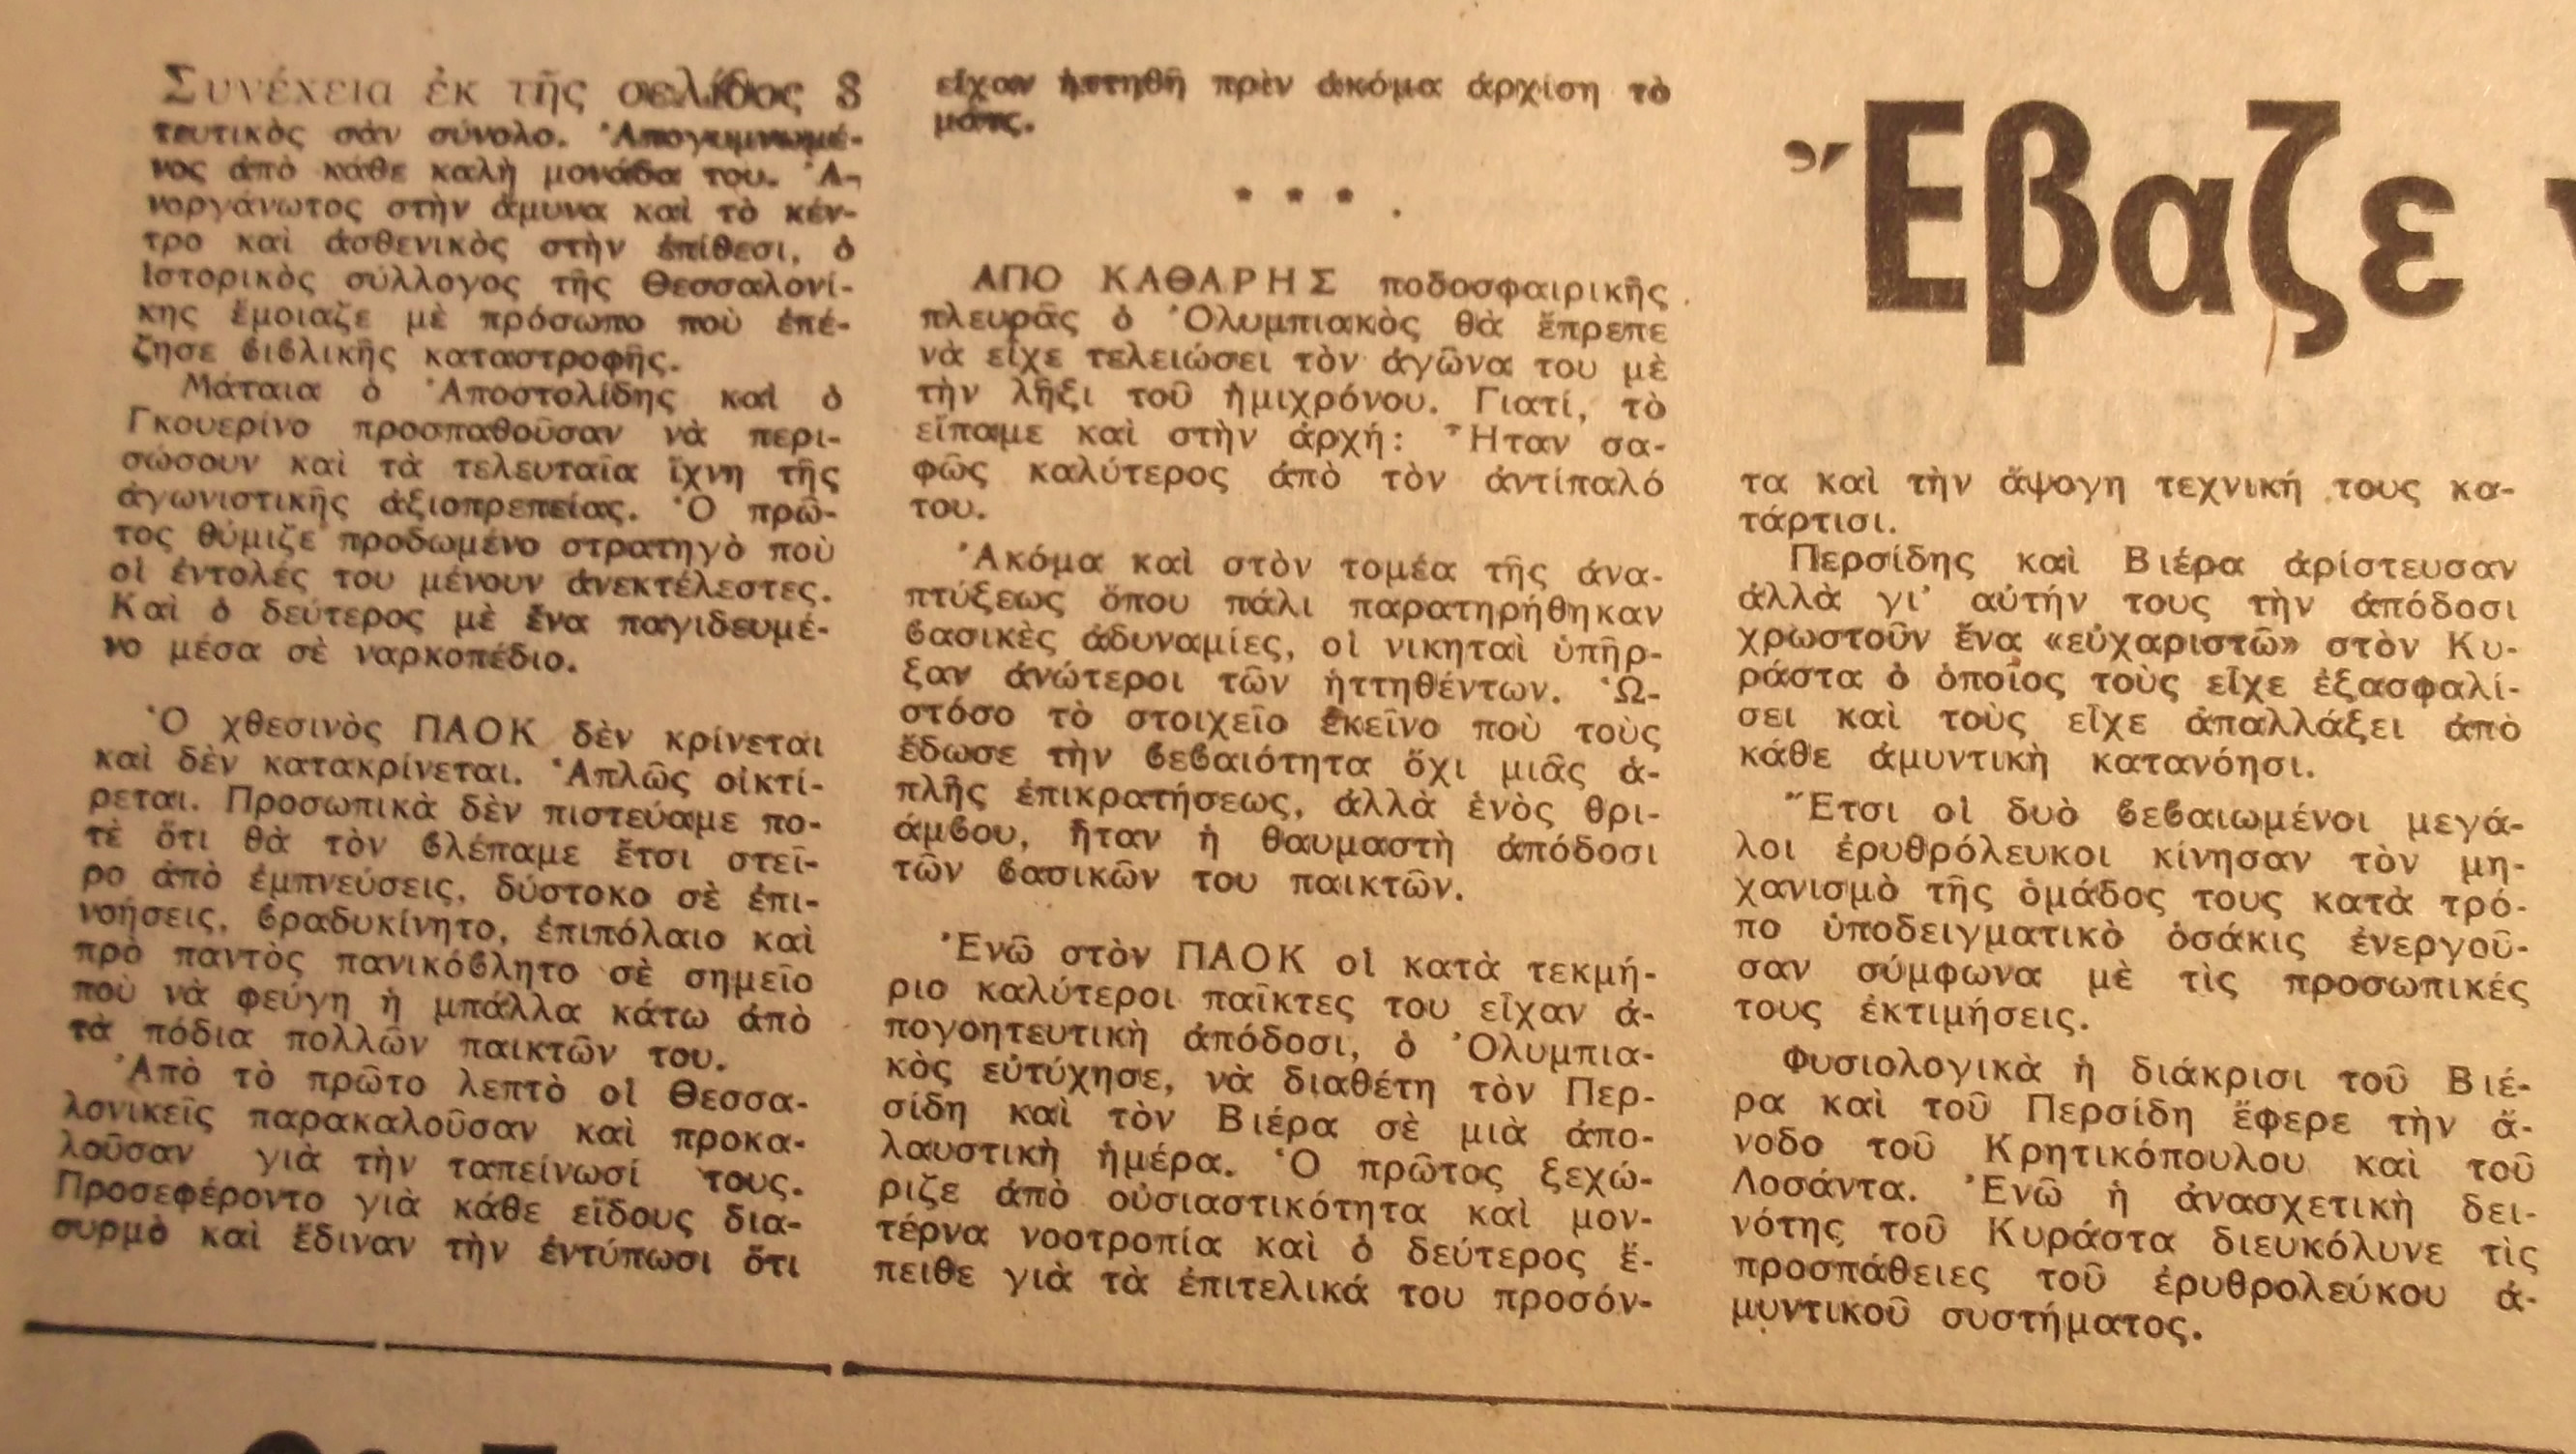 Συνέχεια ἐκ τῆς σελίδος 8
τευτικὸς σὰν σύνολο. Ἀπογυμνωμέ-
νος ἀπὸ κάθε καλὴ μονάδα του. Ἀ-
νοργάνωτος στὴν ἄμυνα καὶ τὸ κέν-
τρο καὶ ἀσθενικὸς στὴν ἐπίθεσι, ὁ
Ἱστορικὸς σύλλογος τῆς Θεσσαλονί-
κης ἔμοιαζε μὲ πρόσωπο ποὺ ἐπέ-
ζησε βιβλικῆς καταστροφῆς.
Μάταια ὁ Ἀποστολίδης καὶ ὁ
Γκουερίνο προσπαθοῦσαν νὰ περι-
σώσουν καὶ τὰ τελευταῖα ἴχνη τῆς
ἀγωνιστικῆς ἀξιοπρεπείας. Ὁ πρῶ-
τος θύμιζε προδωμένο στρατηγὸ ποὺ
οἱ ἐντολές του μένουν ἀνεκτέλεστες.
Καὶ ὁ δεύτερος μὲ ἕνα παγιδευμέ-
νο μέσα σὲ ναρκοπέδιο.
Ὁ χθεσινὸς ΠΑΟΚ δὲν κρίνεται
καὶ δὲν κατακρίνεται. Ἁπλῶς οἰκτί-
ρεται. Προσωπικὰ δὲν πιστεύαμε πο-
τὲ ὅτι θὰ τὸν βλέπαμε ἔτσι στεῖ-
ρο ἀπὸ ἐμπνεύσεις, δύστοκο σὲ ἐπι-
νοήσεις, βραδυκίνητο, ἐπιπόλαιο καὶ
πρὸ παντὸς πανικόβλητο σὲ σημεῖο
ποὺ νὰ φεύγη ἡ μπάλλα κάτω ἀπὸ
τὰ πόδια πολλῶν παικτῶν του.
Ἀπὸ τὸ πρῶτο λεπτὸ οἱ Θεσσα-
λονικεῖς παρακαλοῦσαν καὶ προκα-
λοῦσαν γιὰ τὴν ταπείνωσί τους.
Προσεφέροντο γιὰ κάθε εἴδους δια-
συρμὸ καὶ ἔδιναν τὴν ἐντύπωσι ὅτι
εἶχαν ἡττηθῆ πρὶν ἀκόμα ἀρχίση τὸ
μάτς.
* * *
ΑΠΟ ΚΑΘΑΡΗΣ ποδοσφαιρικῆς
πλευρᾶς ὁ Ὀλυμπιακὸς θὰ ἔπρεπε
νὰ εἶχε τελειώσει τὸν ἀγῶνα του μὲ
τὴν λῆξι τοῦ ἡμιχρόνου. Γιατί, τὸ
εἴπαμε καὶ στὴν ἀρχή: Ἦταν σα-
φῶς καλύτερος ἀπὸ τὸν ἀντίπαλό
του.
Ἀκόμα καὶ στὸν τομέα τῆς ἀνα-
πτύξεως ὅπου πάλι παρατηρήθηκαν
βασικὲς ἀδυναμίες, οἱ νικηταὶ ὑπῆρ-
ξαν ἀνώτεροι τῶν ἡττηθέντων. Ὡ-
στόσο τὸ στοιχεῖο ἐκεῖνο ποὺ τοὺς
ἔδωσε τὴν βεβαιότητα ὄχι μιᾶς ἁ-
πλῆς ἐπικρατήσεως, ἀλλὰ ἑνὸς θρι-
άμβου, ἦταν ἡ θαυμαστὴ ἀπόδοσι
τῶν βασικῶν του παικτῶν.
Ἐνῶ στὸν ΠΑΟΚ οἱ κατὰ τεκμή-
ριο καλύτεροι παῖκτες του εἶχαν ἀ-
πογοητευτικὴ ἀπόδοσι, ὁ Ὀλυμπια-
κὸς εὐτύχησε, νὰ διαθέτη τὸν Περ-
σίδη καὶ τὸν Βιέρα σὲ μιὰ ἀπο-
λαυστικὴ ἡμέρα. Ὁ πρῶτος ξεχώ-
ριζε ἀπὸ οὐσιαστικότητα καὶ μον-
τέρνα νοοτροπία καὶ ὁ δεύτερος ἔ-
πειθε γιὰ τὰ ἐπιτελικά του προσόν-
Ἔβαζε
τα καὶ τὴν ἄψογη τεχνική τους κα-
τάρτισι.
Περσίδης καὶ Βιέρα ἀρίστευσαν
ἀλλὰ γι' αὐτήν τους τὴν ἀπόδοσι
χρωστοῦν ἕνα «εὐχαριστῶ» στὸν Κυ-
ράστα ὁ ὁποῖος τοὺς εἶχε ἐξασφαλί-
σει καὶ τοὺς εἶχε ἀπαλλάξει ἀπὸ
κάθε ἀμυντικὴ κατανόησι.
Ἔτσι οἱ δυὸ βεβαιωμένοι μεγά-
λοι ἐρυθρόλευκοι κίνησαν τὸν μη-
χανισμὸ τῆς ὁμάδος τους κατὰ τρό-
πο ὑποδειγματικὸ ὁσάκις ἐνεργοῦ-
σαν σύμφωνα μὲ τὶς προσωπικές
τους ἐκτιμήσεις.
Φυσιολογικὰ ἡ διάκρισι τοῦ Βιέ-
ρα καὶ τοῦ Περσίδη ἔφερε τὴν ἄ-
νοδο τοῦ Κρητικόπουλου καὶ τοῦ
Λοσάντα. Ἐνῶ ἡ ἀνασχετικὴ δει-
νότης τοῦ Κυράστα διευκόλυνε τὶς
προσπάθειες τοῦ ἐρυθρολεύκου ἀ-
μυντικοῦ συστήματος.